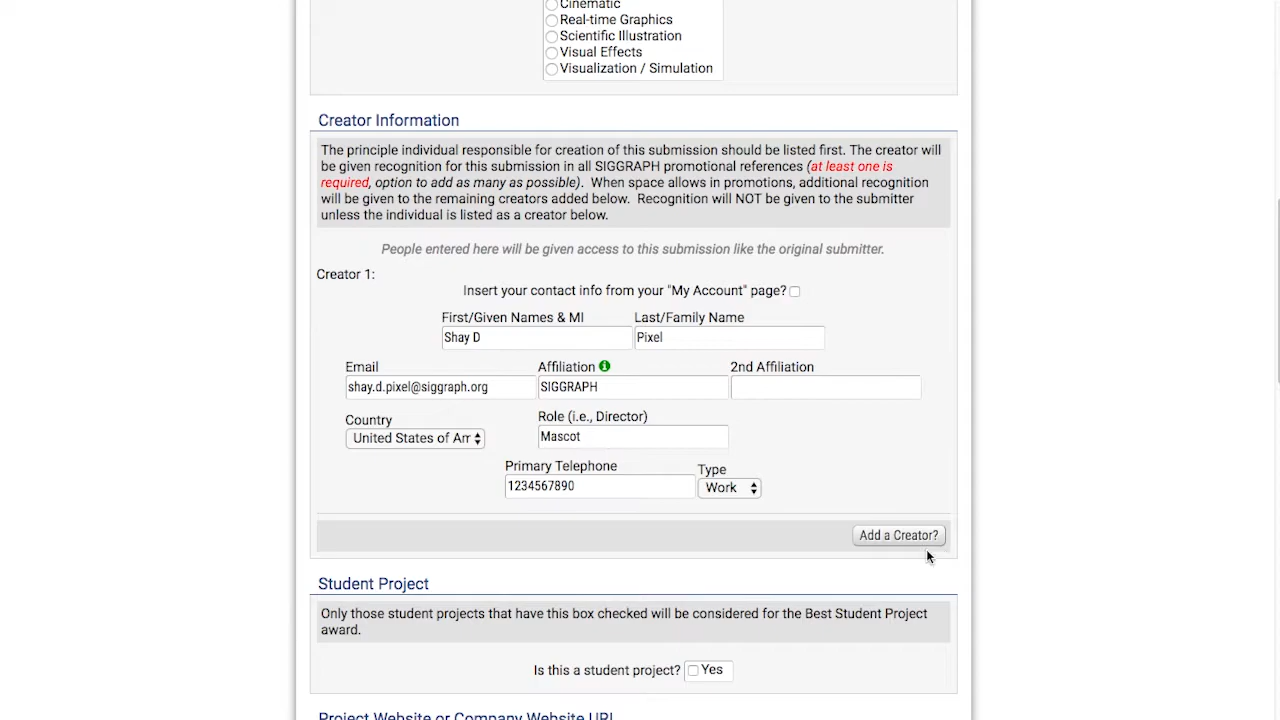 Cinematic
Real-time Graphics
Scientific Illustration
Visual Effects
Visualization / Simulation
Creator Information
The principle individual responsible for creation of this submission should be listed first. The creator will
be given recognition for this submission in all SIGGRAPH promotional references (at least one is
required, option to add as many as possible). When space allows in promotions, additional recognition
will be given to the remaining creators added below. Recognition will NOT be given to the submitter
unless the individual is listed as a creator below.
People entered here will be given access to this submission like the original submitter.
Creator 1:
Insert your contact info from your "My Account" page?
First/Given Names & MI Last/Family Name
Shay D Pixel
Email Affiliation 2nd Affiliation
shay.d.pixel@siggraph.org SIGGRAPH
Country Role (i.e., Director)
United States of Am Mascot
Primary Telephone Type
1234567890 Work
Add a Creator?
Student Project
Only those student projects that have this box checked will be considered for the Best Student Project
award.
Is this a student project? Yes
Project Website or Company Website URL